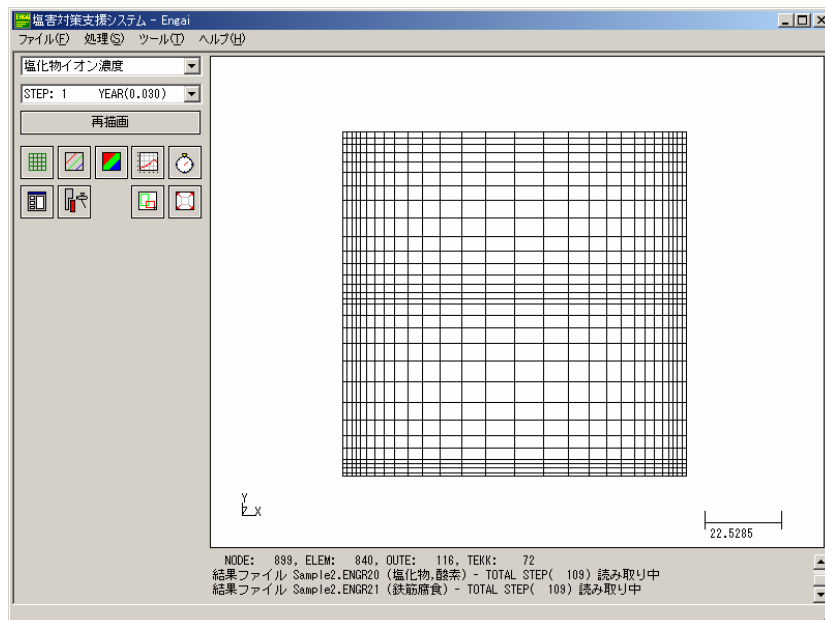 塩害対策支援システム - Engai
ファイル(F) 処理(S) ツール(T) ヘルプ(H)
塩化物イオン濃度
STEP: 1 YEAR(0.030)
再描画
Y
Z X
22.5285
NODE: 899, ELEM: 840, OUTE: 116, TEKK: 72
結果ファイル Sample2.ENGR20 (塩化物,酸素) - TOTAL STEP( 109) 読み取り中
結果ファイル Sample2.ENGR21 (鉄筋腐食) - TOTAL STEP( 109) 読み取り中